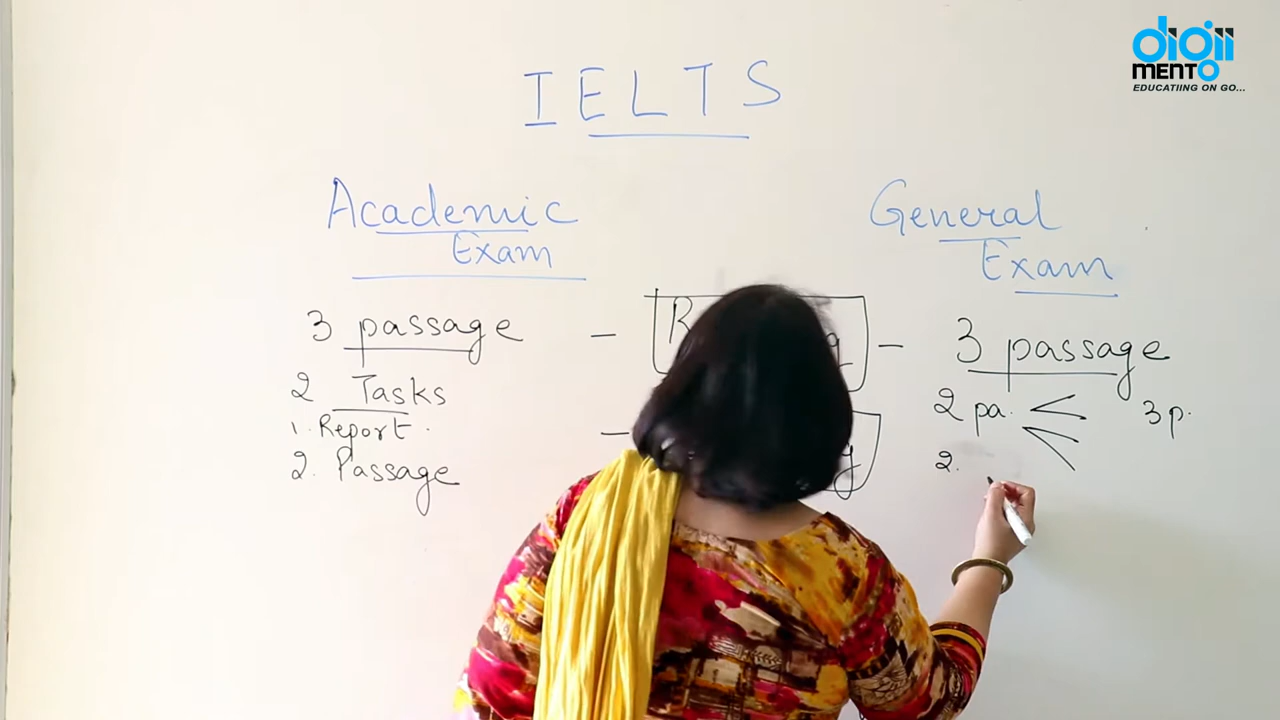 digii
MENTO
EDUCATIING ON GO...
IELTS
Academic
Exam
General
Exam
3 passage -
- 3 passage
2 Tasks
1. Report.
2. Passage
-
2 pa. 3 p.
2.